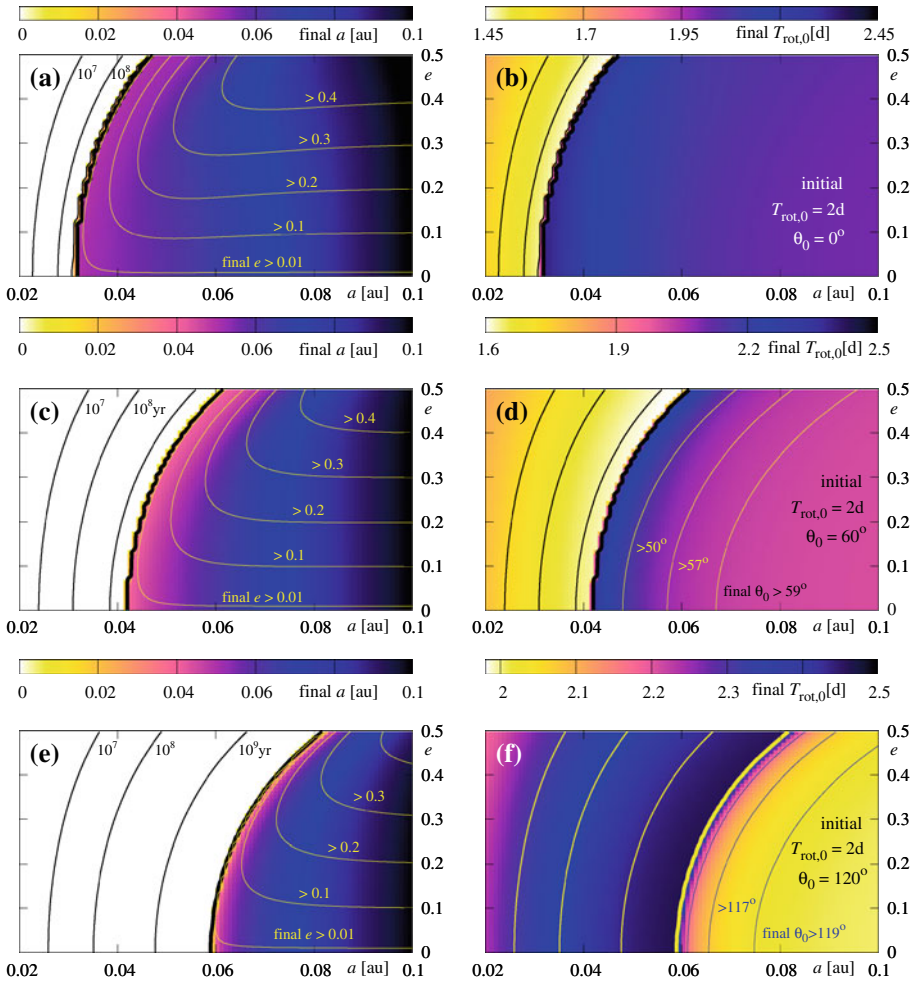 0 0.02 0.04 0.06 final a [au] 0.1
1.45 1.7 1.95 final T_rot,0[d] 2.45
(a) 10^7 10^8 0.5
e
0.4
> 0.4
0.3
> 0.3
0.2
> 0.2
0.1
> 0.1
final e > 0.01
0
0.02 0.04 0.06 0.08 a [au] 0.1
(b) 0.5
e
0.4
0.3
initial
0.2
T_rot,0 = 2d
θ_0 = 0°
0.1
0
0.02 0.04 0.06 0.08 a [au] 0.1
0 0.02 0.04 0.06 final a [au] 0.1
1.6 1.9 2.2 final T_rot,0[d] 2.5
(c) 10^7 10^8yr 0.5
e
0.4
> 0.4
0.3
> 0.3
0.2
> 0.2
0.1
> 0.1
final e > 0.01
0
0.02 0.04 0.06 0.08 a [au] 0.1
(d) 0.5
e
0.4
0.3
initial
T_rot,0 = 2d
0.2
θ_0 = 60°
>50°
>57°
0.1
final θ_0 > 59°
0
0.02 0.04 0.06 0.08 a [au] 0.1
0 0.02 0.04 0.06 final a [au] 0.1
2 2.1 2.2 2.3 final T_rot,0[d] 2.5
(e) 10^7 10^8 10^9yr 0.5
e
0.4
> 0.3
0.3
> 0.2
0.2
> 0.1
0.1
final e > 0.01
0
0.02 0.04 0.06 0.08 a [au] 0.1
(f) 0.5
e
0.4
0.3
initial
T_rot,0 = 2d
0.2
θ_0 = 120°
>117°
0.1
final θ_0>119°
0
0.02 0.04 0.06 0.08 a [au] 0.1